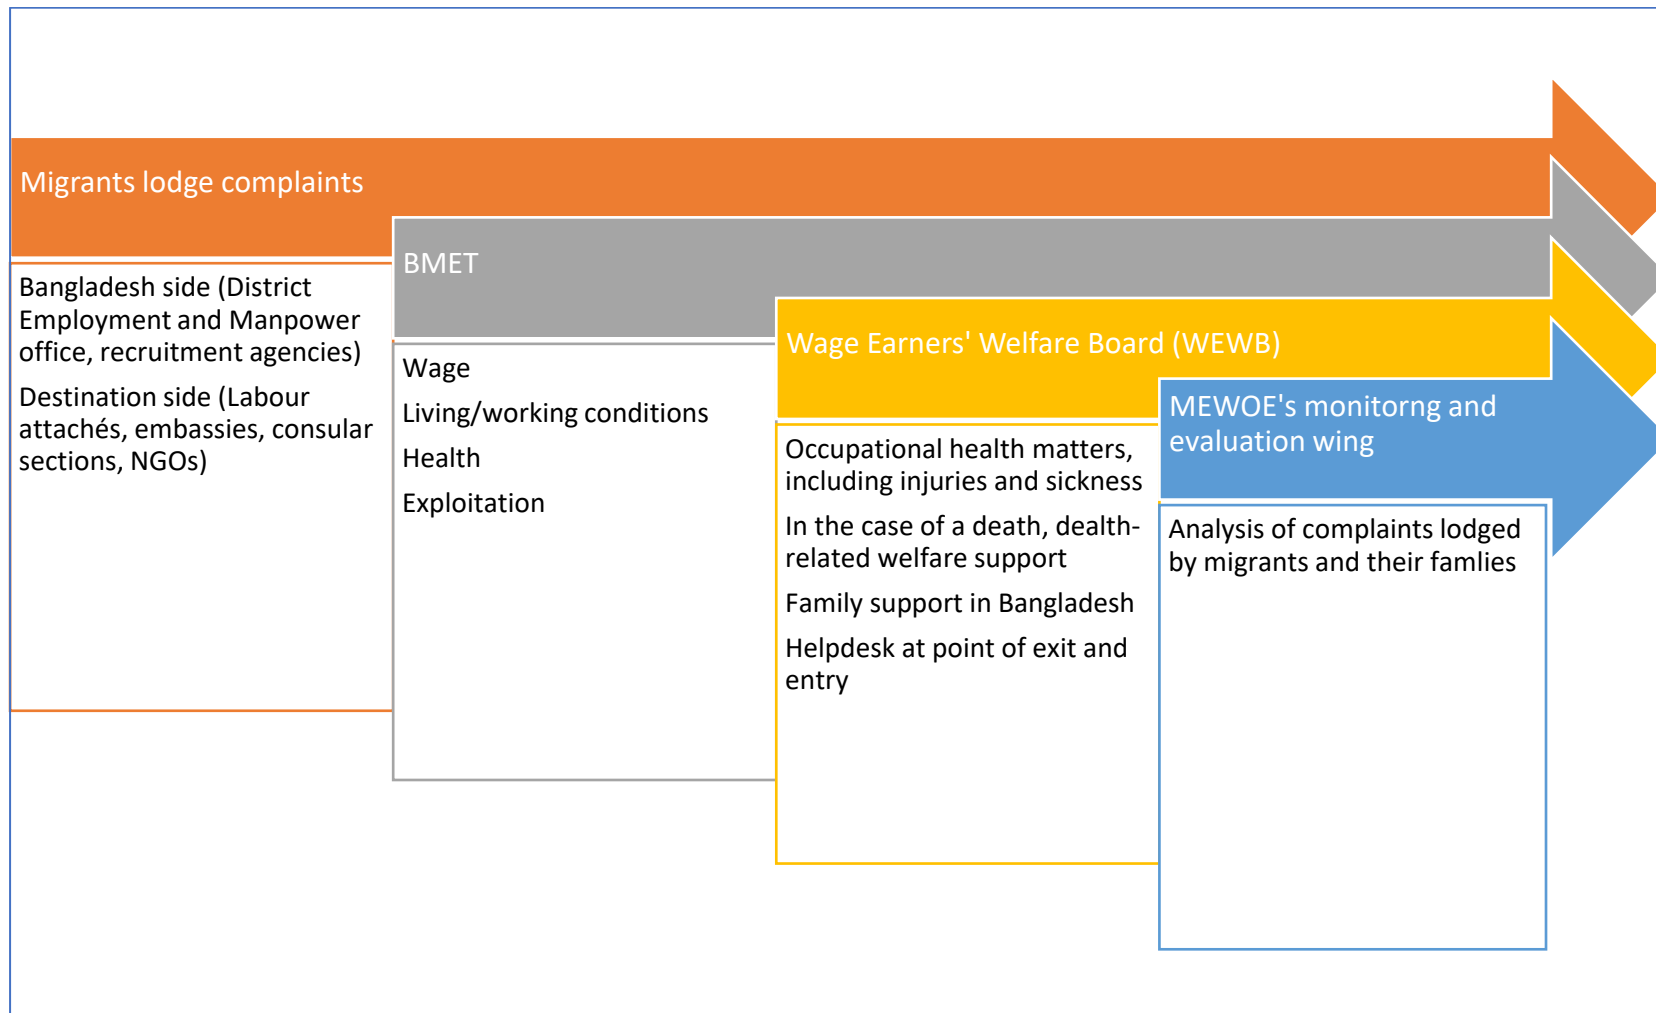 Migrants lodge complaints
Bangladesh side (District
Employment and Manpower
office, recruitment agencies)
Destination side (Labour
attachés, embassies, consular
sections, NGOs)
BMET
Wage
Living/working conditions
Health
Exploitation
Wage Earners' Welfare Board (WEWB)
Occupational health matters,
including injuries and sickness
In the case of a death, dealth-
related welfare support
Family support in Bangladesh
Helpdesk at point of exit and
entry
MEWOE's monitorng and
evaluation wing
Analysis of complaints lodged
by migrants and their famlies